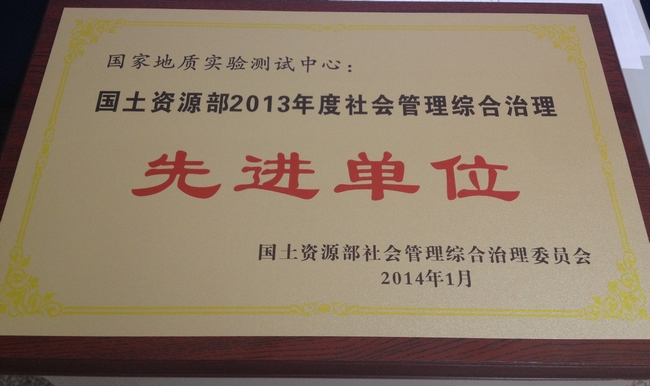 国家地质实验测试中心：
国土资源部2013年度社会管理综合治理
先进单位
国土资源部社会管理综合治理委员会
2014年1月